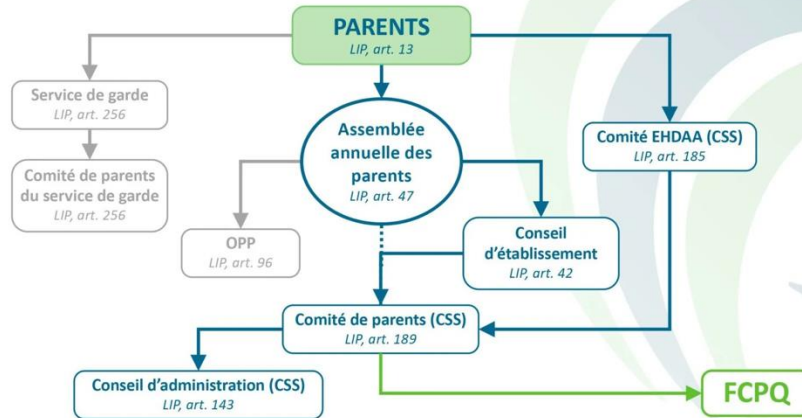 PARENTS
LIP, art. 13
Service de garde
LIP, art. 256
Comité de parents
du service de garde
LIP, art. 256
Assemblée
annuelle des
parents
LIP, art. 47
Comité EHDAA (CSS)
LIP, art. 185
OPP
LIP, art. 96
Conseil
d'établissement
LIP, art. 42
Comité de parents (CSS)
LIP, art. 189
Conseil d'administration (CSS)
LIP, art. 143
FCPQ